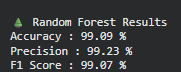 🌲 Random Forest Results
Accuracy : 99.09 %
Precision : 99.23 %
F1 Score : 99.07 %